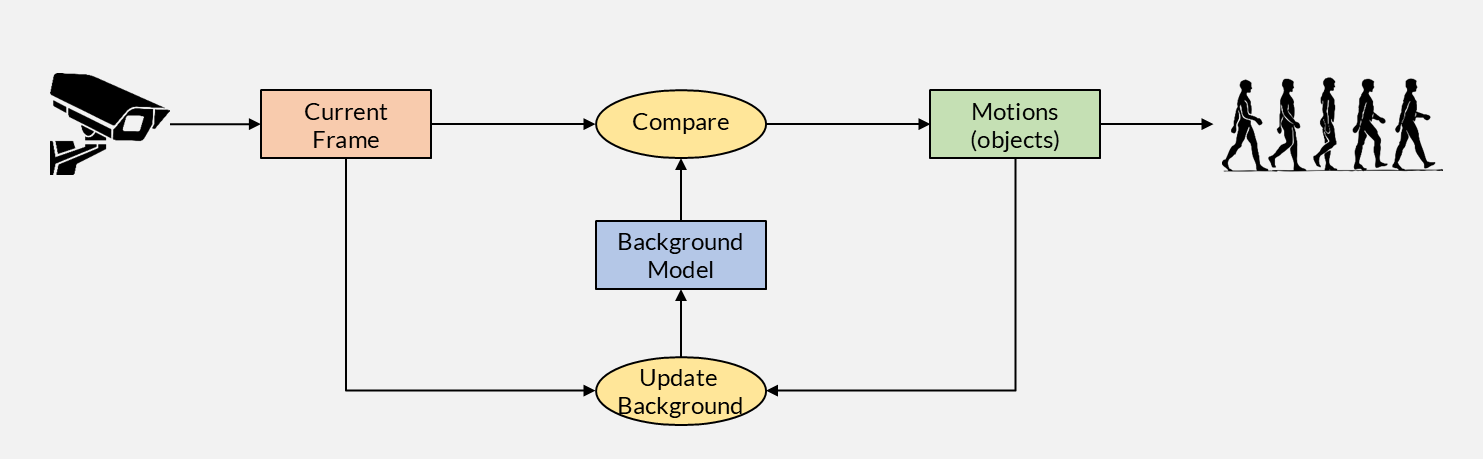 Current
Frame
Compare
Motions
(objects)
Background
Model
Update
Background